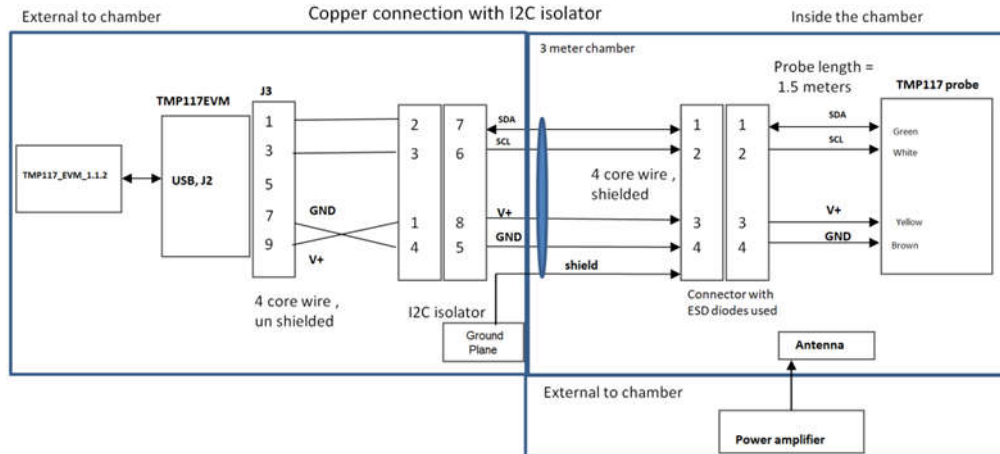 External to chamber
Copper connection with I2C isolator
Inside the chamber
3 meter chamber
Probe length =
1.5 meters
TMP117 probe
J3
TMP117EVM
TMP117_EVM_1.1.2
USB, J2
1
3
5
7
9
GND
V+
4 core wire ,
un shielded
2
3
1
4
7
6
8
5
I2C isolator
SDA
SCL
V+
GND
shield
Ground
Plane
4 core wire ,
shielded
1
2
3
4
1
2
3
4
Connector with
ESD diodes used
SDA
SCL
V+
GND
Green
White
Yellow
Brown
Antenna
External to chamber
Power amplifier